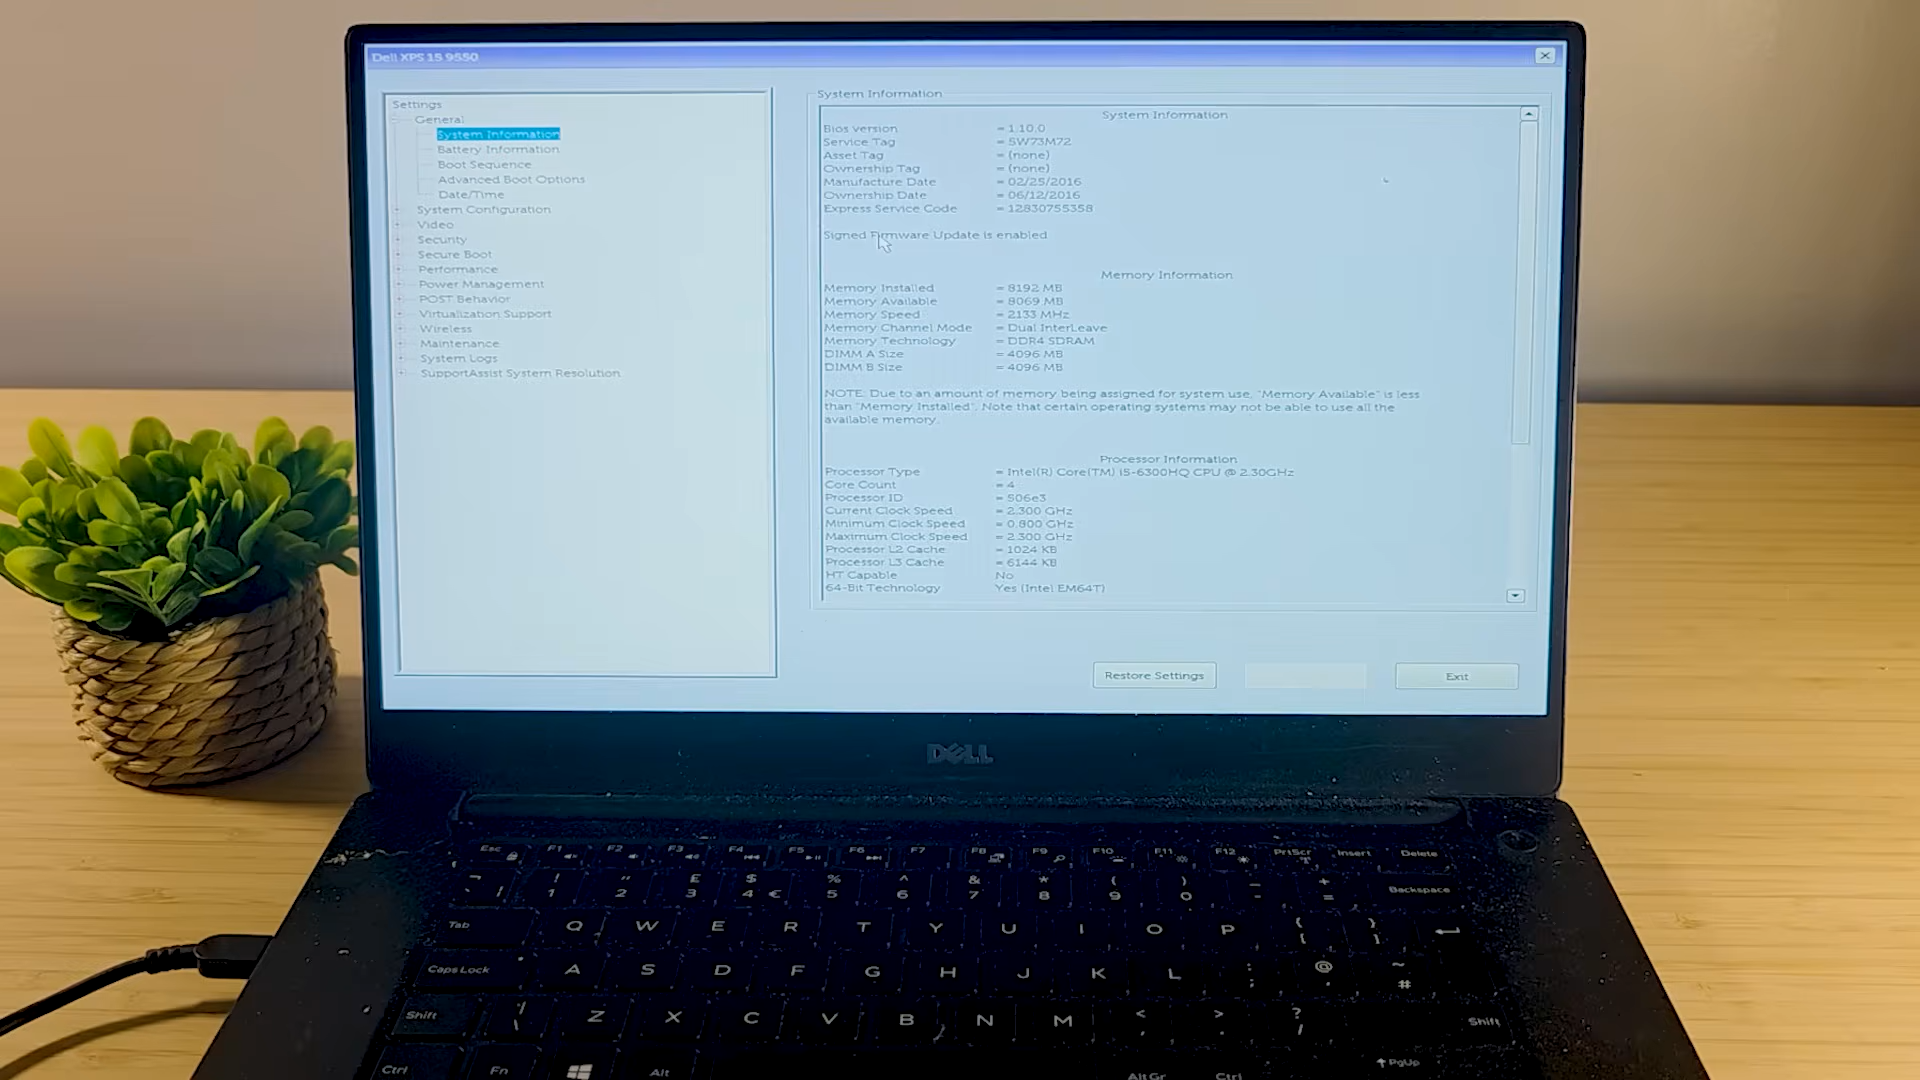 Dell XPS 15 9550
Settings
General
System Information
Battery Information
Boot Sequence
Advanced Boot Options
Date/Time
System Configuration
Video
Security
Secure Boot
Performance
Power Management
POST Behavior
Virtualization Support
Wireless
Maintenance
System Logs
SupportAssist System Resolution
System Information
System Information
Bios version = 1.10.0
Service Tag = 5W73M72
Asset Tag = (none)
Ownership Tag = (none)
Manufacture Date = 02/25/2016
Ownership Date = 06/12/2016
Express Service Code = 12830755358
Signed Firmware Update is enabled
Memory Information
Memory Installed = 8192 MB
Memory Available = 8069 MB
Memory Speed = 2133 MHz
Memory Channel Mode = Dual InterLeave
Memory Technology = DDR4 SDRAM
DIMM A Size = 4096 MB
DIMM B Size = 4096 MB
NOTE: Due to an amount of memory being assigned for system use, "Memory Available" is less
than "Memory Installed". Note that certain operating systems may not be able to use all the
available memory.
Processor Information
Processor Type = Intel(R) Core(TM) i5-6300HQ CPU @ 2.30GHz
Core Count = 4
Processor ID = 506e3
Current Clock Speed = 2.300 GHz
Minimum Clock Speed = 0.800 GHz
Maximum Clock Speed = 2.300 GHz
Processor L2 Cache = 1024 KB
Processor L3 Cache = 6144 KB
HT Capable No
64-Bit Technology Yes (Intel EM64T)
Restore Settings
Exit
DELL
Esc F1 F2 F3 F4 F5 F6 F7 F8 F9 F10 F11 F12 PrtScr Insert Delete
¬ ! " £ $ % ^ & * ( ) _ +
1 2 3 4 € 5 6 7 8 9 0 - = Backspace
Tab Q W E R T Y U I O P { [ } ]
Caps Lock A S D F G H J K L : ; @ ' ~ #
Shift | \ Z X C V B N M < , > . ? / Shift
Ctrl Fn Alt Alt Gr Ctrl PgUp